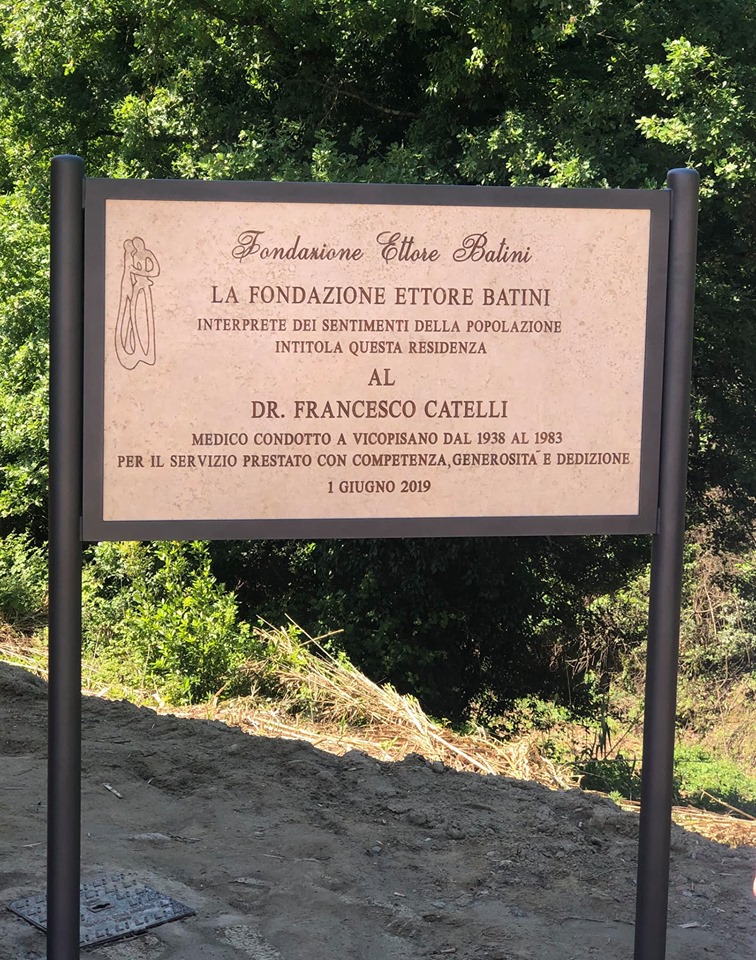 Fondazione Ettore Batini
LA FONDAZIONE ETTORE BATINI
INTERPRETE DEI SENTIMENTI DELLA POPOLAZIONE
INTITOLA QUESTA RESIDENZA
AL
DR. FRANCESCO CATELLI
MEDICO CONDOTTO A VICOPISANO DAL 1938 AL 1983
PER IL SERVIZIO PRESTATO CON COMPETENZA, GENEROSITA´ E DEDIZIONE
1 GIUGNO 2019